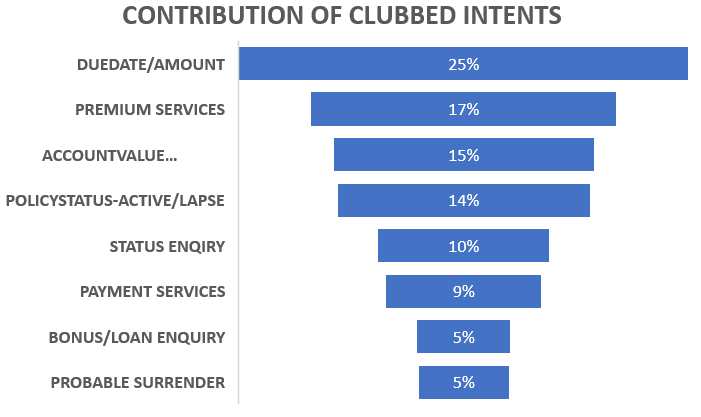 CONTRIBUTION OF CLUBBED INTENTS
DUEDATE/AMOUNT 25%
PREMIUM SERVICES 17%
ACCOUNTVALUE... 15%
POLICYSTATUS-ACTIVE/LAPSE 14%
STATUS ENQIRY 10%
PAYMENT SERVICES 9%
BONUS/LOAN ENQUIRY 5%
PROBABLE SURRENDER 5%